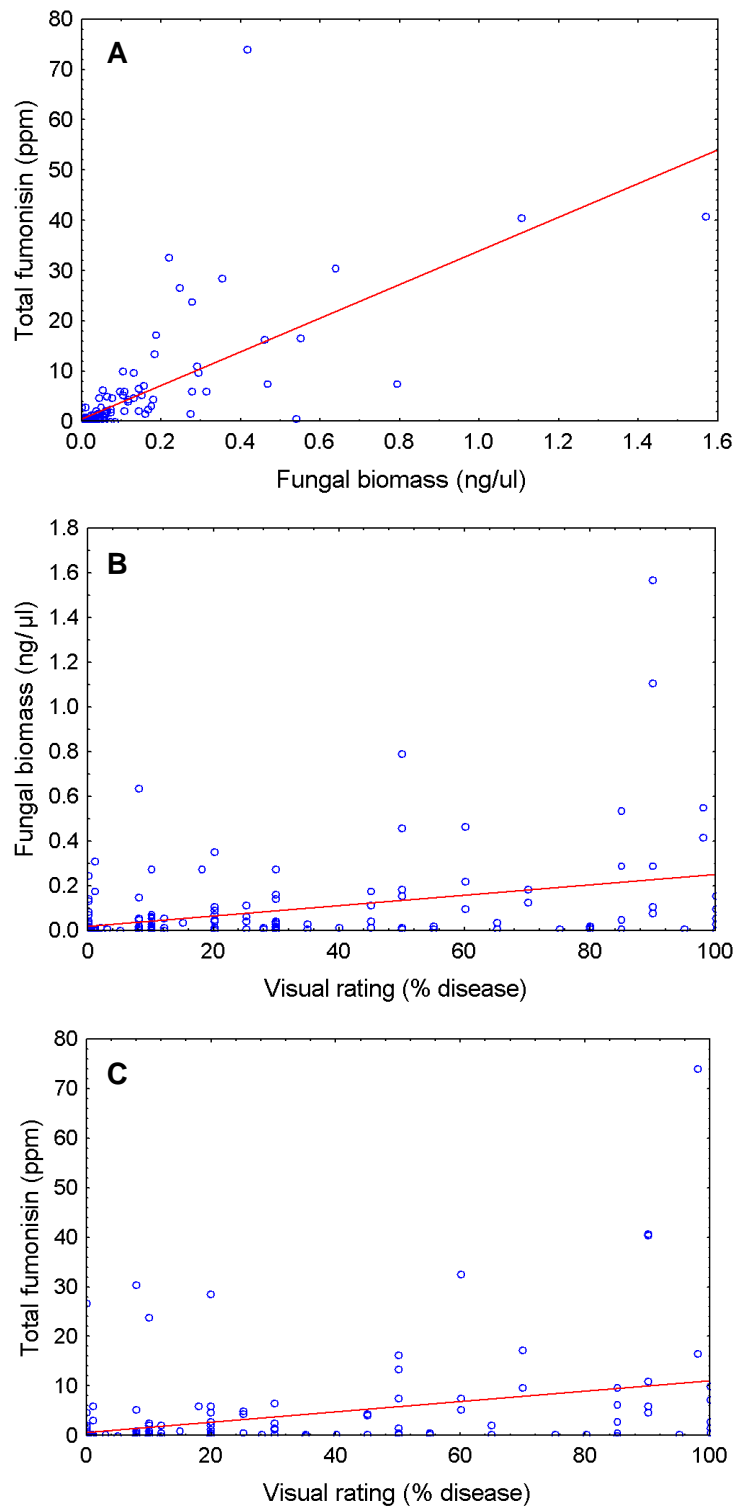 A
80
70
60
50
40
30
20
10
0
Total fumonisin (ppm)
0.0 0.2 0.4 0.6 0.8 1.0 1.2 1.4 1.6
Fungal biomass (ng/ul)
B
1.8
1.6
1.4
1.2
1.0
0.8
0.6
0.4
0.2
0.0
Fungal biomass (ng/µl)
0 20 40 60 80 100
Visual rating (% disease)
C
80
70
60
50
40
30
20
10
0
Total fumonisin (ppm)
0 20 40 60 80 100
Visual rating (% disease)